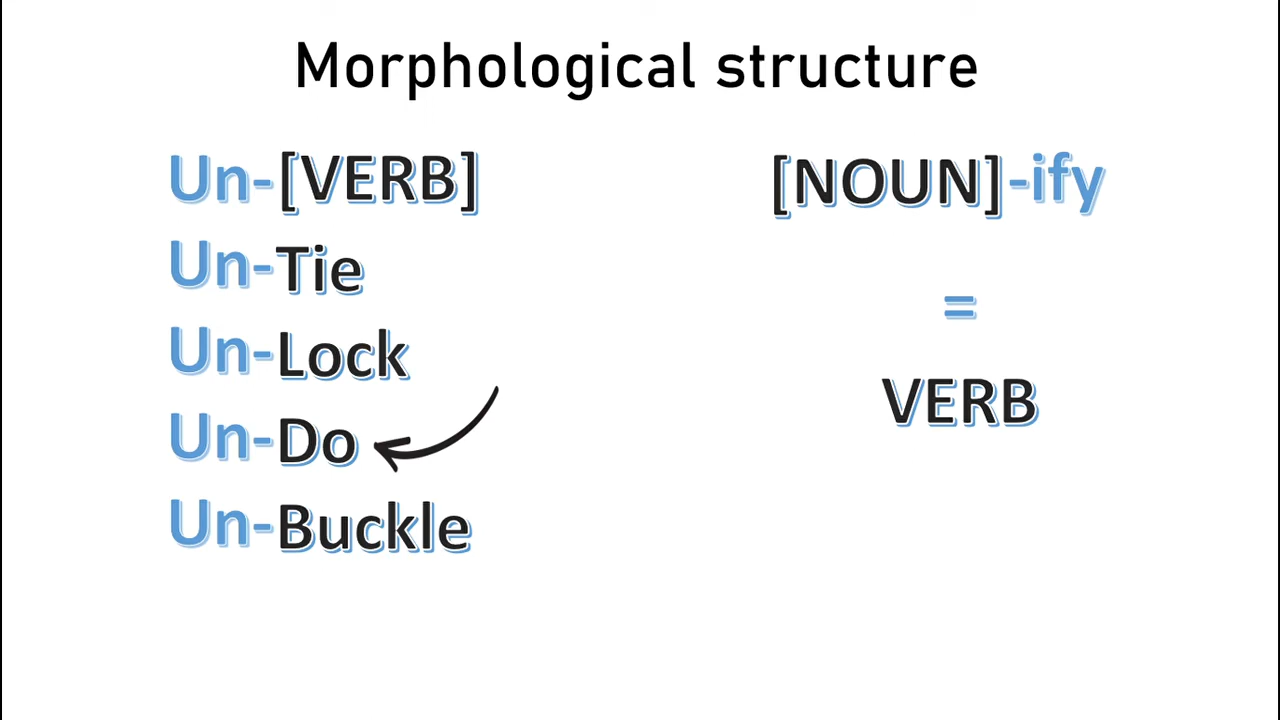 Morphological structure
Un-[VERB]
Un-Tie
Un-Lock
Un-Do
Un-Buckle
[NOUN]-ify
=
VERB